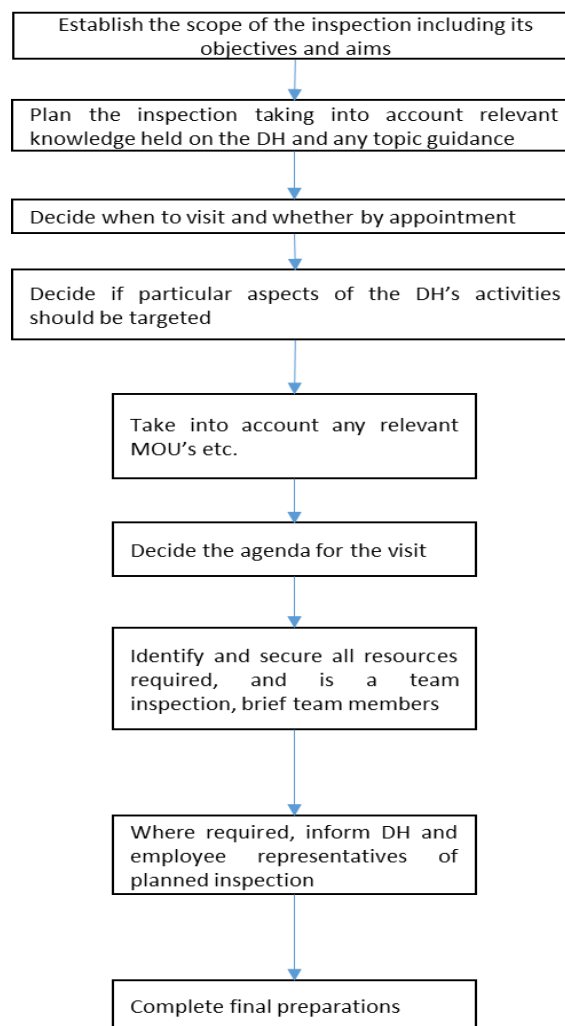 Establish the scope of the inspection including its
objectives and aims
Plan the inspection taking into account relevant
knowledge held on the DH and any topic guidance
Decide when to visit and whether by appointment
Decide if particular aspects of the DH’s activities
should be targeted
Take into account any relevant
MOU’s etc.
Decide the agenda for the visit
Identify and secure all resources
required, and is a team
inspection, brief team members
Where required, inform DH and
employee representatives of
planned inspection
Complete final preparations